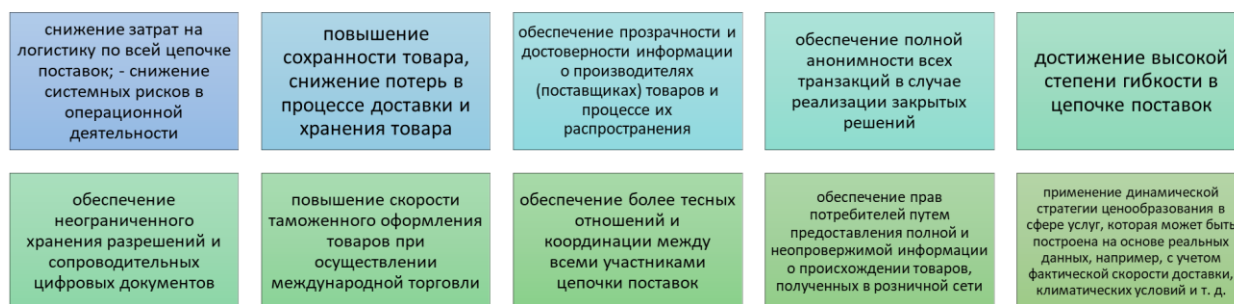 снижение затрат на
логистику по всей цепочке
поставок; - снижение
системных рисков в
операционной
деятельности
повышение
сохранности товара,
снижение потерь в
процессе доставки и
хранения товара
обеспечение прозрачности и
достоверности информации
о производителях
(поставщиках) товаров и
процессе их
распространения
обеспечение полной
анонимности всех
транзакций в случае
реализации закрытых
решений
достижение высокой
степени гибкости в
цепочке поставок
обеспечение
неограниченного
хранения разрешений и
сопроводительных
цифровых документов
повышение скорости
таможенного оформления
товаров при
осуществлении
международной торговли
обеспечение более тесных
отношений и
координации между
всеми участниками
цепочки поставок
обеспечение прав
потребителей путем
предоставления полной и
неопровержимой информации
о происхождении товаров,
полученных в розничной сети
применение динамической
стратегии ценообразования в
сфере услуг, которая может быть
построена на основе реальных
данных, например, с учетом
фактической скорости доставки,
климатических условий и т. д.